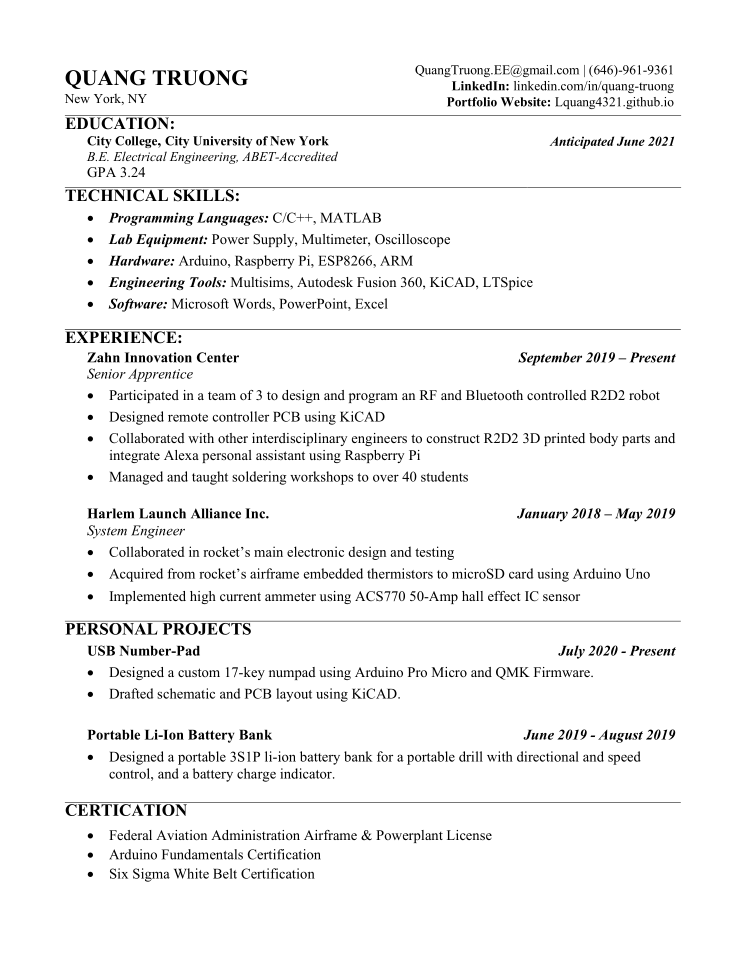 QUANG TRUONG
New York, NY
QuangTruong.EE@gmail.com | (646)-961-9361
LinkedIn: linkedin.com/in/quang-truong
Portfolio Website: Lquang4321.github.io
EDUCATION:
City College, City University of New York Anticipated June 2021
B.E. Electrical Engineering, ABET-Accredited
GPA 3.24
TECHNICAL SKILLS:
• Programming Languages: C/C++, MATLAB
• Lab Equipment: Power Supply, Multimeter, Oscilloscope
• Hardware: Arduino, Raspberry Pi, ESP8266, ARM
• Engineering Tools: Multisims, Autodesk Fusion 360, KiCAD, LTSpice
• Software: Microsoft Words, PowerPoint, Excel
EXPERIENCE:
Zahn Innovation Center September 2019 – Present
Senior Apprentice
• Participated in a team of 3 to design and program an RF and Bluetooth controlled R2D2 robot
• Designed remote controller PCB using KiCAD
• Collaborated with other interdisciplinary engineers to construct R2D2 3D printed body parts and
integrate Alexa personal assistant using Raspberry Pi
• Managed and taught soldering workshops to over 40 students
Harlem Launch Alliance Inc. January 2018 – May 2019
System Engineer
• Collaborated in rocket’s main electronic design and testing
• Acquired from rocket’s airframe embedded thermistors to microSD card using Arduino Uno
• Implemented high current ammeter using ACS770 50-Amp hall effect IC sensor
PERSONAL PROJECTS
USB Number-Pad July 2020 - Present
• Designed a custom 17-key numpad using Arduino Pro Micro and QMK Firmware.
• Drafted schematic and PCB layout using KiCAD.
Portable Li-Ion Battery Bank June 2019 - August 2019
• Designed a portable 3S1P li-ion battery bank for a portable drill with directional and speed
control, and a battery charge indicator.
CERTICATION
• Federal Aviation Administration Airframe & Powerplant License
• Arduino Fundamentals Certification
• Six Sigma White Belt Certification